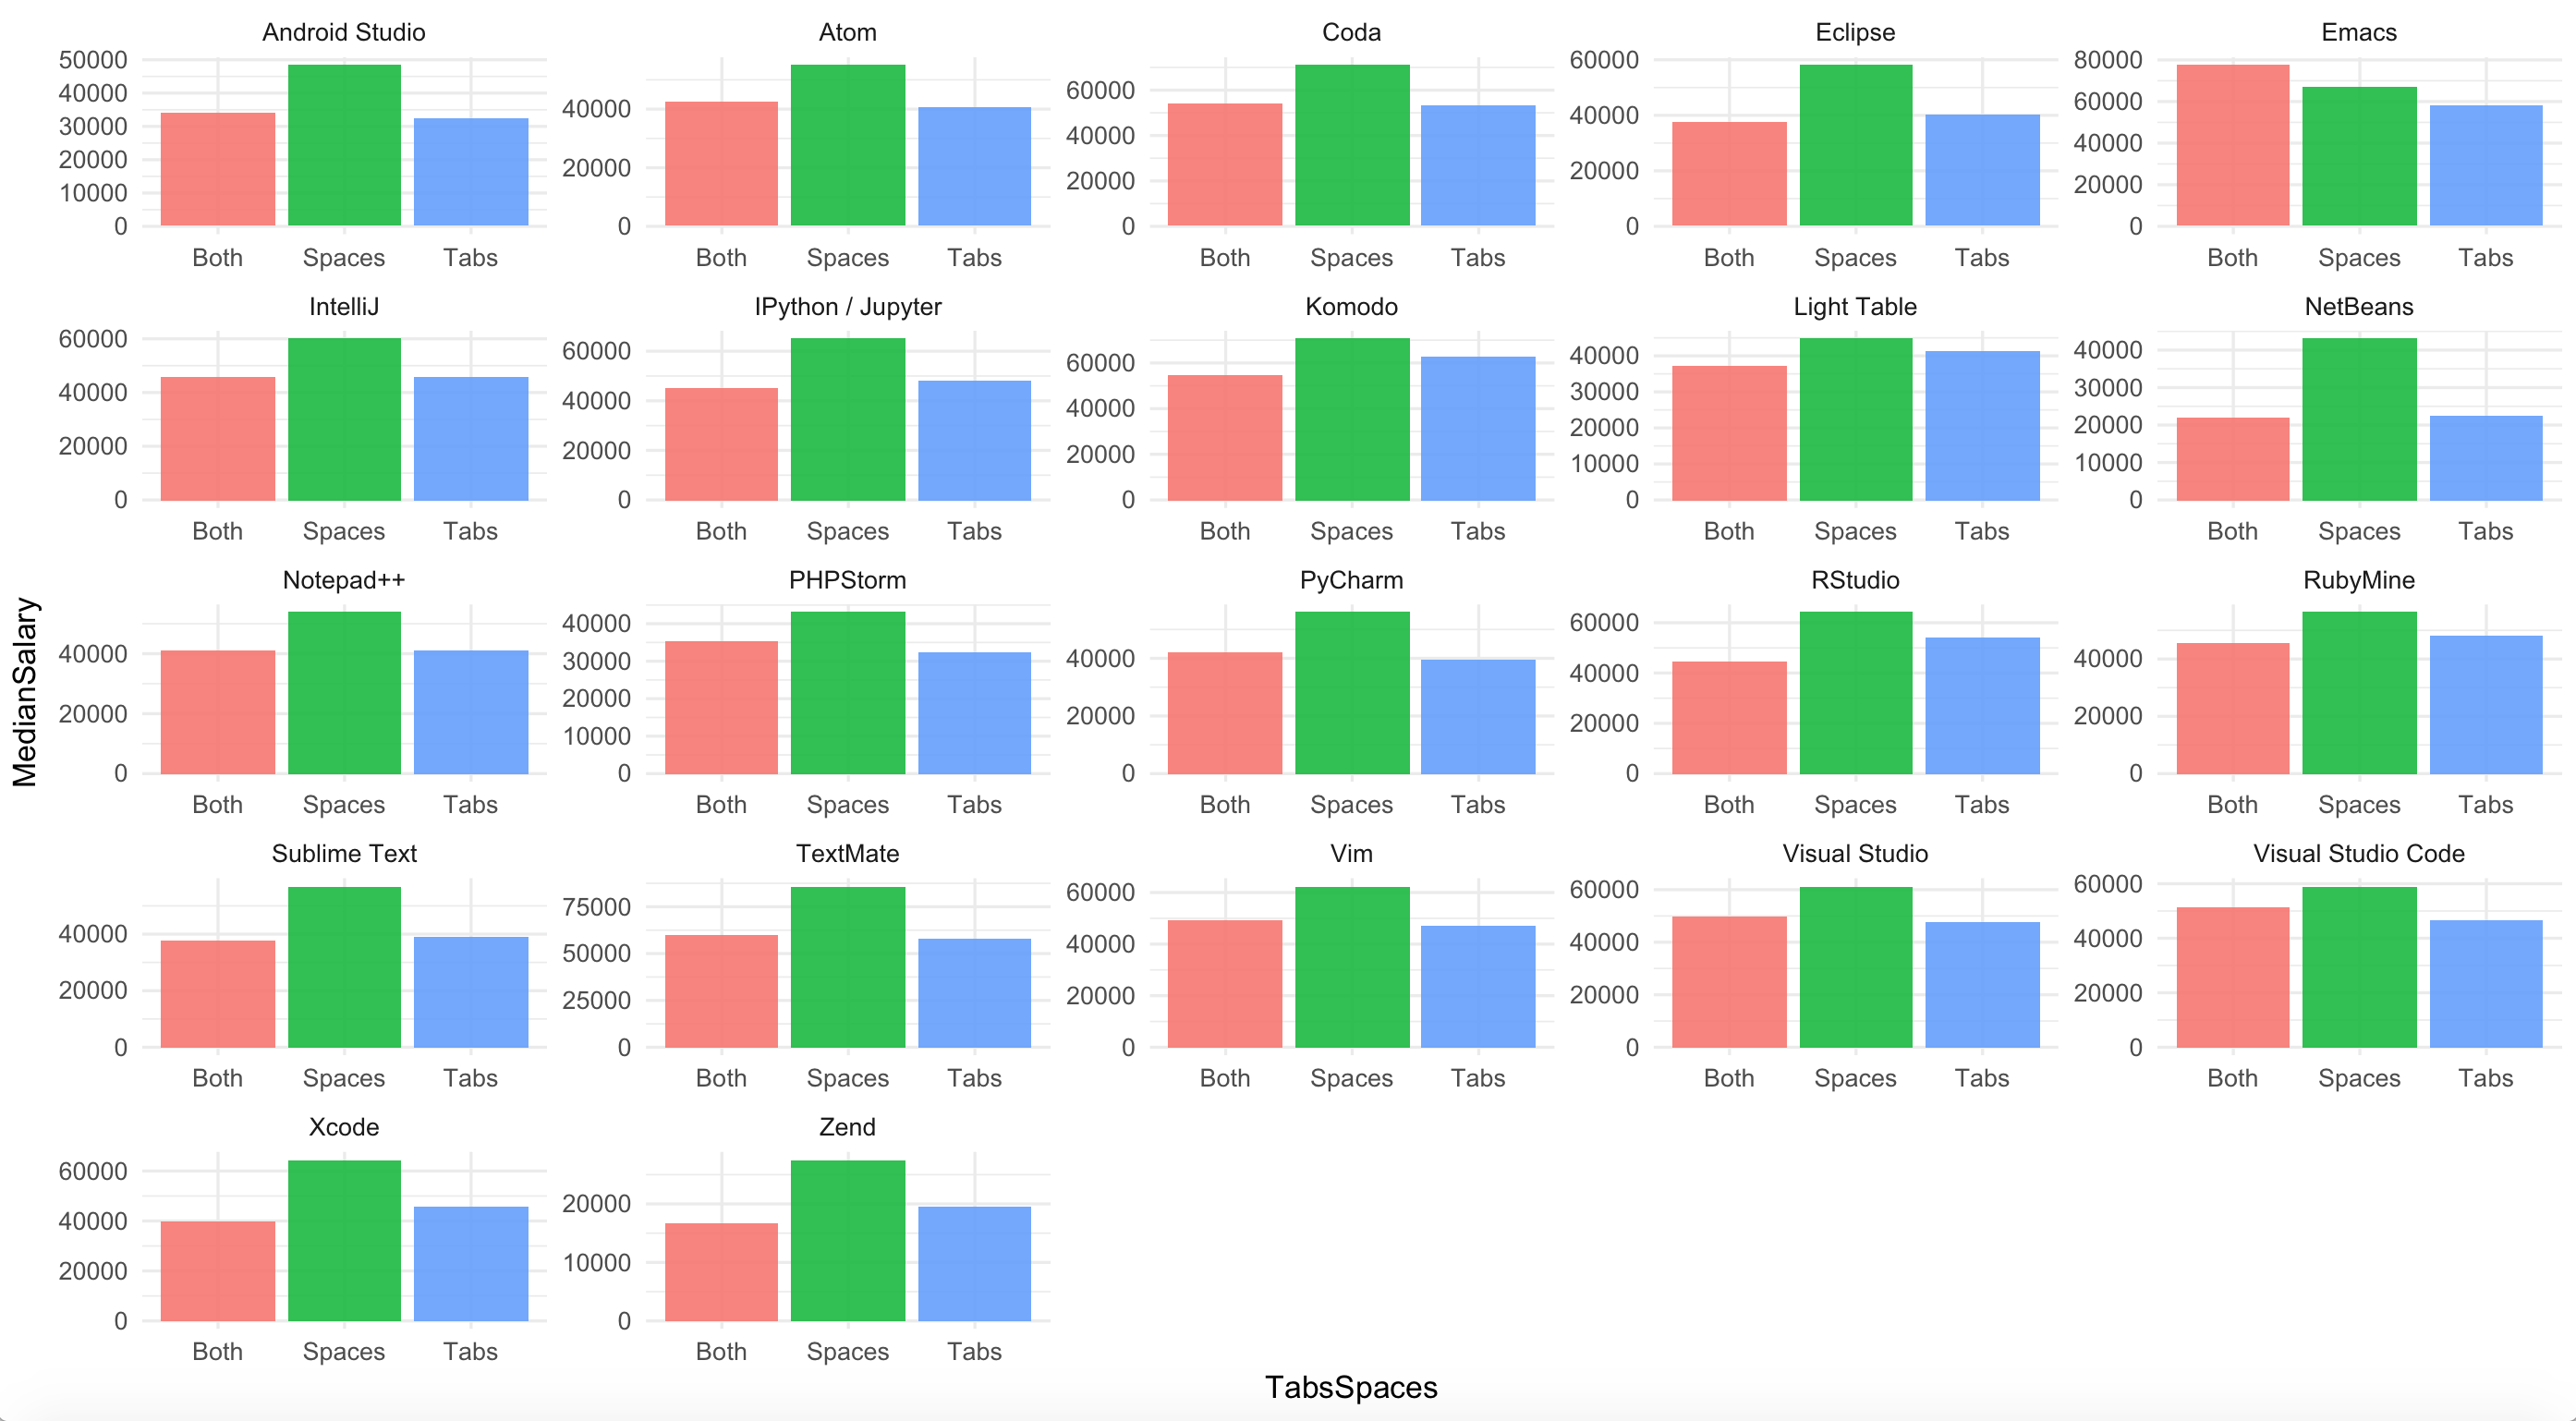 MedianSalary
Android Studio
50000
40000
30000
20000
10000
0
Both Spaces Tabs
Atom
40000
20000
0
Both Spaces Tabs
Coda
60000
40000
20000
0
Both Spaces Tabs
Eclipse
60000
40000
20000
0
Both Spaces Tabs
Emacs
80000
60000
40000
20000
0
Both Spaces Tabs
IntelliJ
60000
40000
20000
0
Both Spaces Tabs
IPython / Jupyter
60000
40000
20000
0
Both Spaces Tabs
Komodo
60000
40000
20000
0
Both Spaces Tabs
Light Table
40000
30000
20000
10000
0
Both Spaces Tabs
NetBeans
40000
30000
20000
10000
0
Both Spaces Tabs
Notepad++
40000
20000
0
Both Spaces Tabs
PHPStorm
40000
30000
20000
10000
0
Both Spaces Tabs
PyCharm
40000
20000
0
Both Spaces Tabs
RStudio
60000
40000
20000
0
Both Spaces Tabs
RubyMine
40000
20000
0
Both Spaces Tabs
Sublime Text
40000
20000
0
Both Spaces Tabs
TextMate
75000
50000
25000
0
Both Spaces Tabs
Vim
60000
40000
20000
0
Both Spaces Tabs
Visual Studio
60000
40000
20000
0
Both Spaces Tabs
Visual Studio Code
60000
40000
20000
0
Both Spaces Tabs
Xcode
60000
40000
20000
0
Both Spaces Tabs
Zend
20000
10000
0
Both Spaces Tabs
TabsSpaces